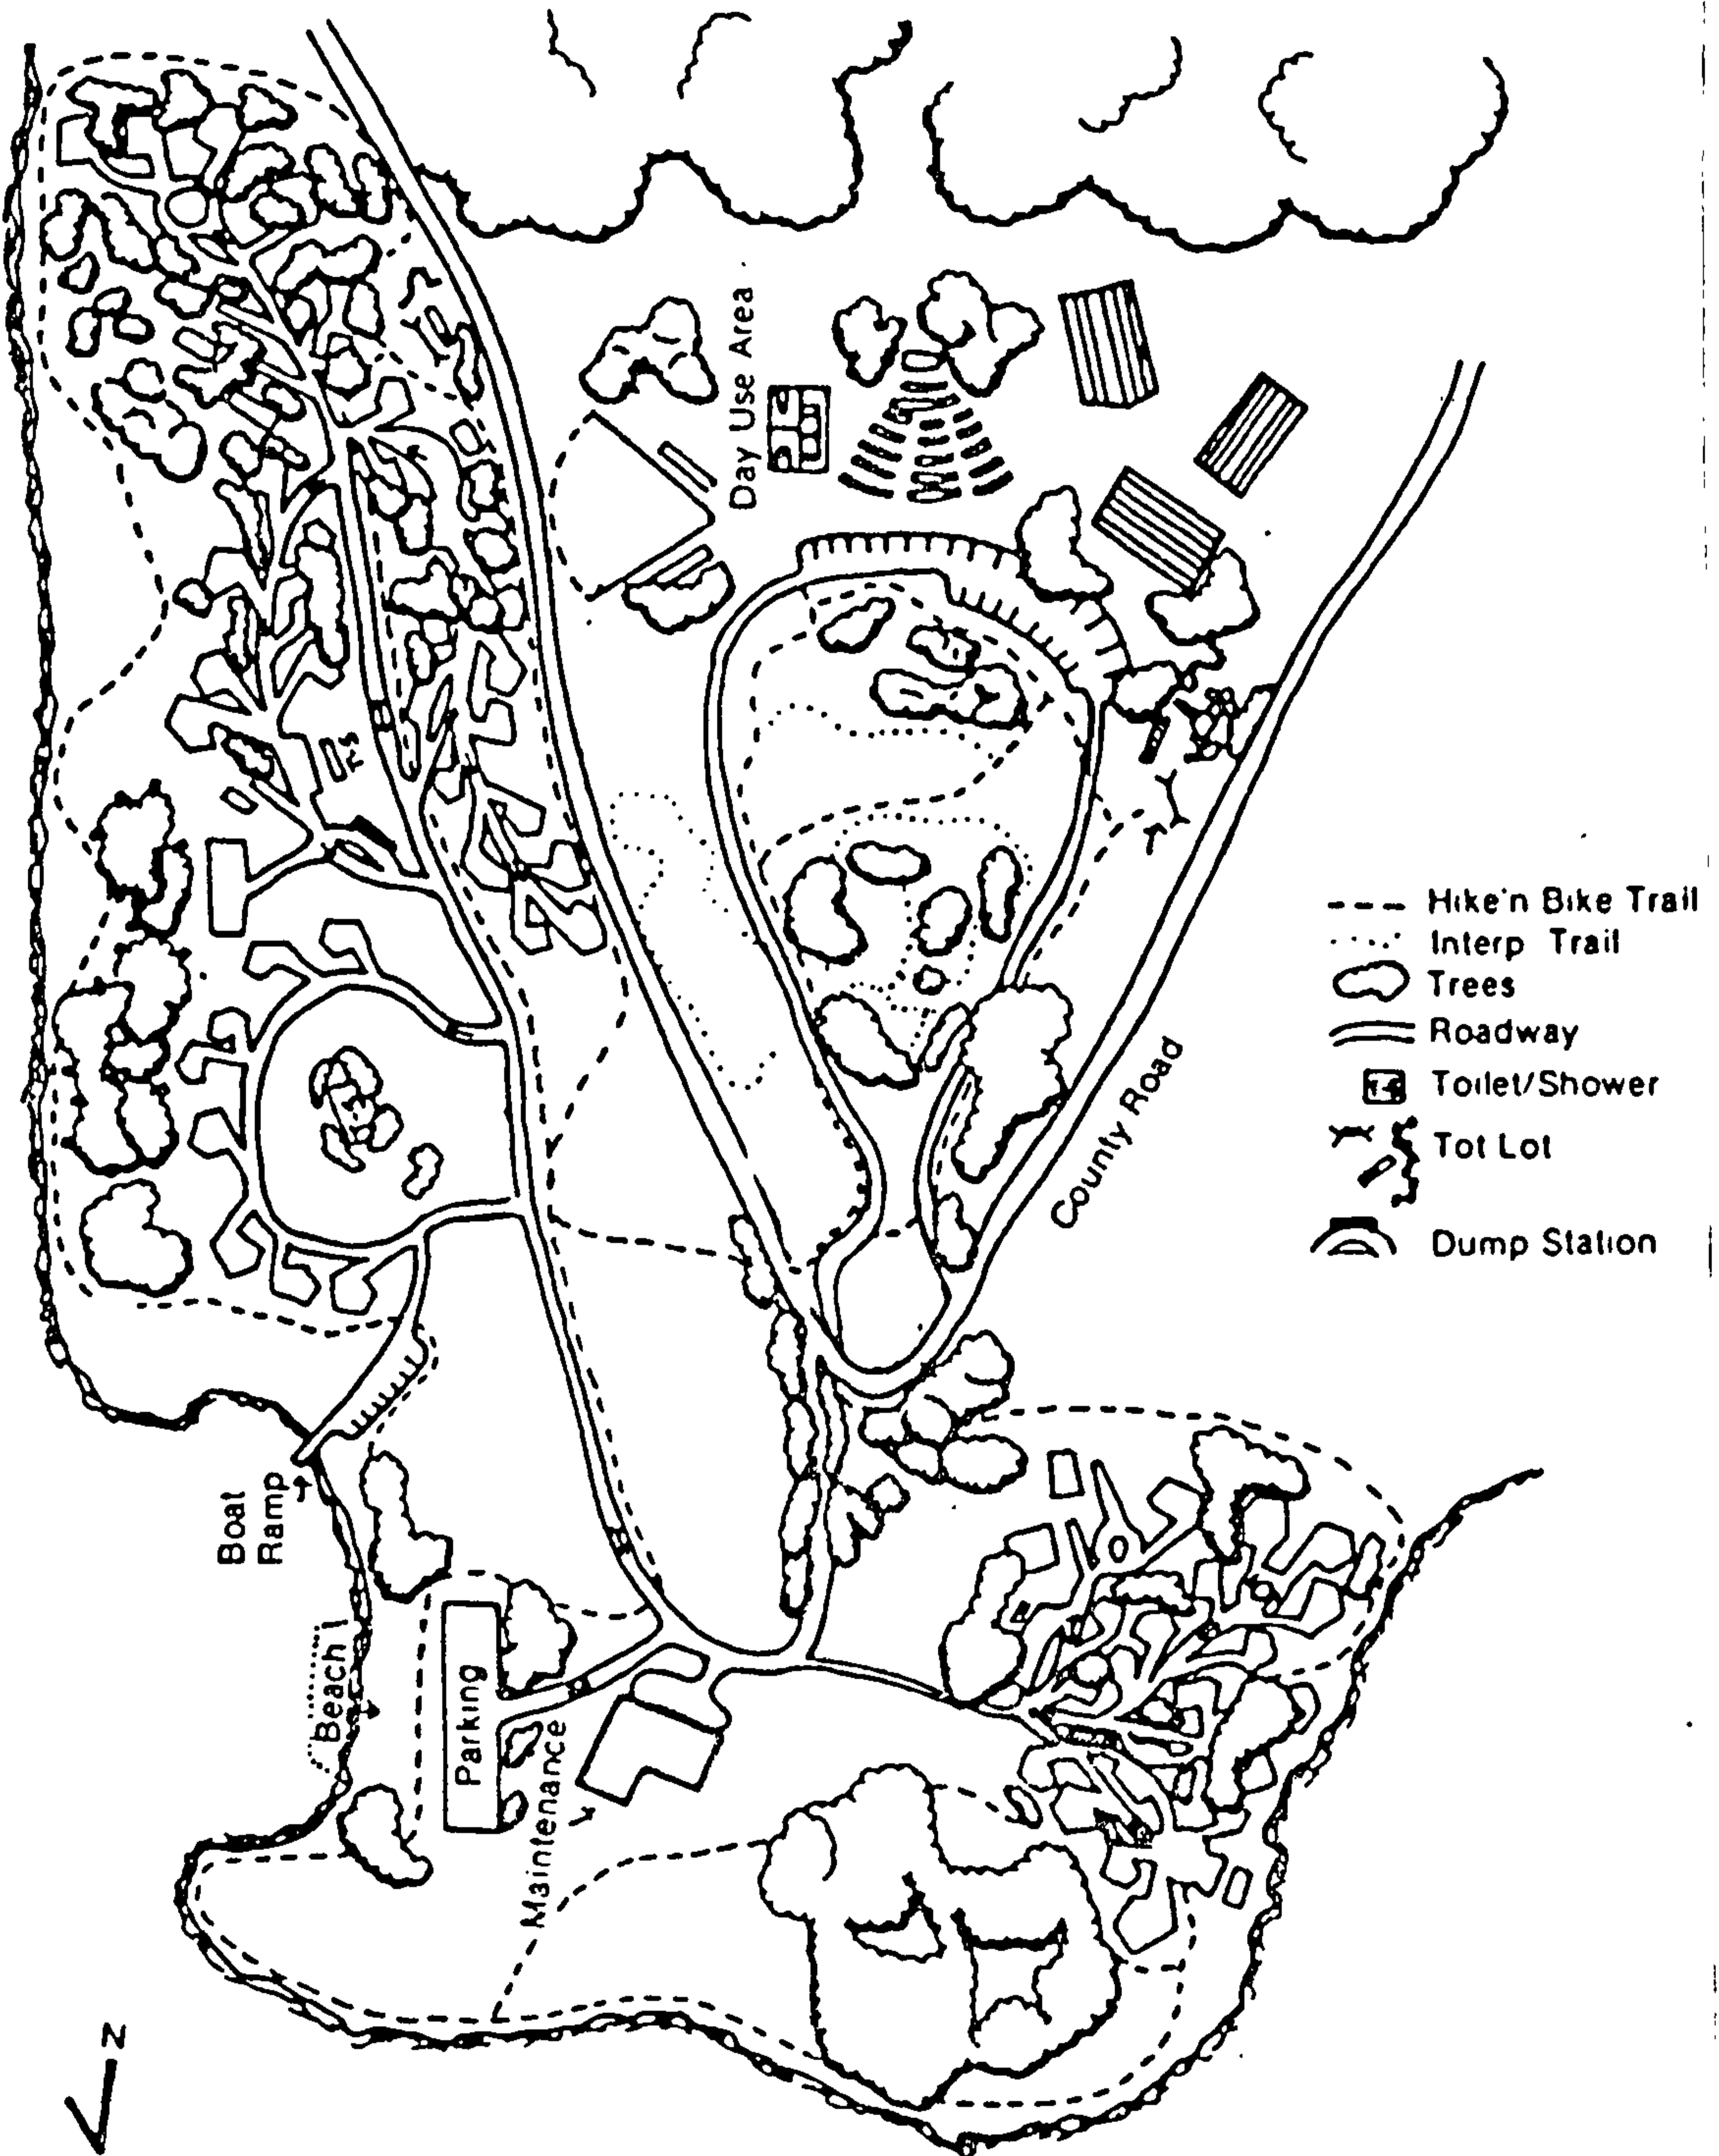 Day Use Area
Hike'n Bike Trail
Interp Trail
Trees
Roadway
Toilet/Shower
Tot Lot
Dump Station
County Road
Boat
Ramp
Beach
Parking
Maintenance
N